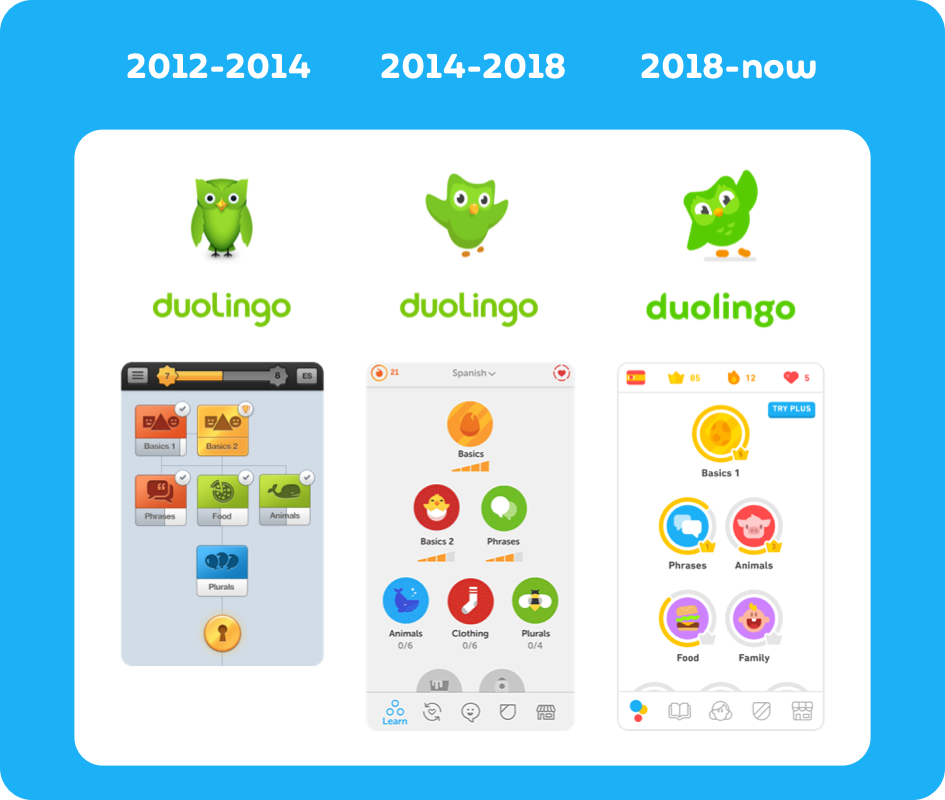 2012-2014
2014-2018
2018-now
duolingo
duolingo
duolingo
7
8
ES
Basics 1
Basics 2
Phrases
Food
Animals
Plurals
21
Spanish
Basics
Basics 2
Phrases
Animals
Clothing
Plurals
0/6
0/6
0/4
Learn
85
12
5
TRY PLUS
Basics 1
Phrases
Animals
Food
Family